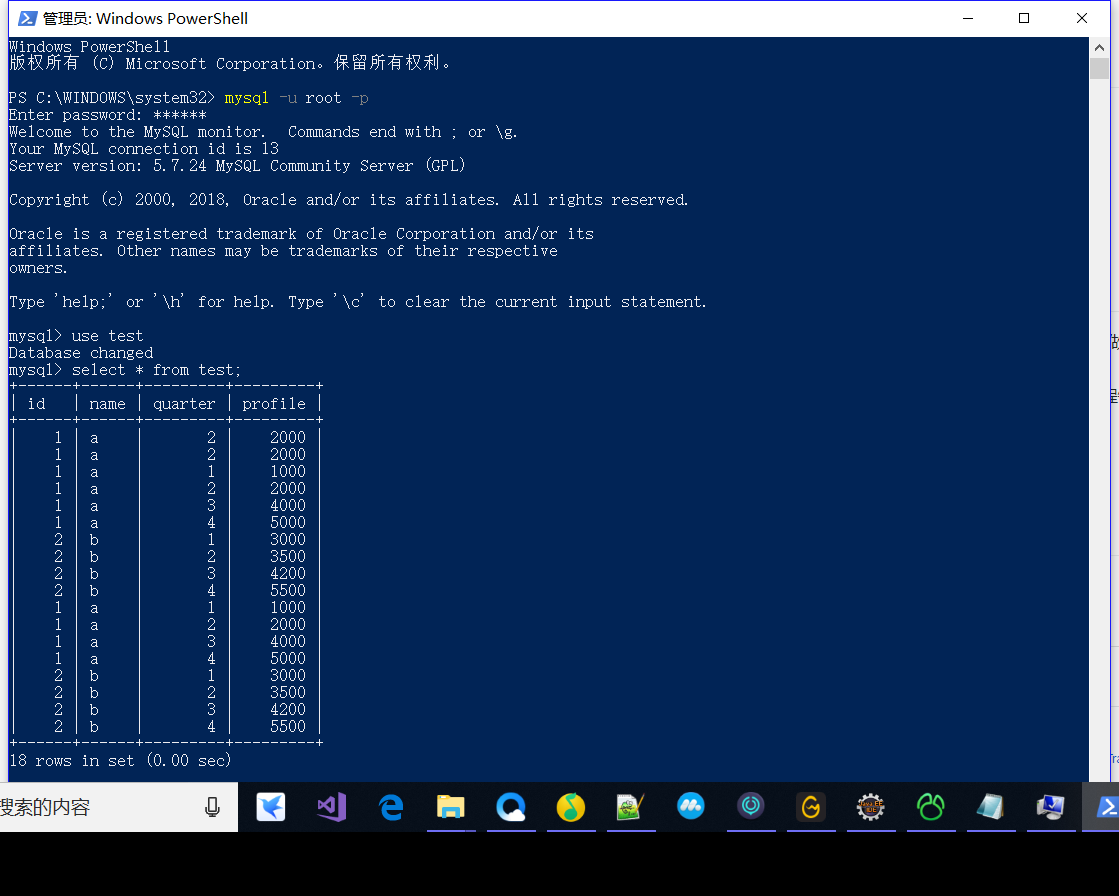 管理员: Windows PowerShell
Windows PowerShell
版权所有 (C) Microsoft Corporation。保留所有权利。
PS C:\WINDOWS\system32> mysql -u root -p
Enter password: ******
Welcome to the MySQL monitor.  Commands end with ; or \g.
Your MySQL connection id is 13
Server version: 5.7.24 MySQL Community Server (GPL)
Copyright (c) 2000, 2018, Oracle and/or its affiliates. All rights reserved.
Oracle is a registered trademark of Oracle Corporation and/or its
affiliates. Other names may be trademarks of their respective
owners.
Type 'help;' or '\h' for help. Type '\c' to clear the current input statement.
mysql> use test
Database changed
mysql> select * from test;
+------+------+---------+---------+
| id   | name | quarter | profile |
+------+------+---------+---------+
|    1 | a    |       2 |    2000 |
|    1 | a    |       2 |    2000 |
|    1 | a    |       1 |    1000 |
|    1 | a    |       2 |    2000 |
|    1 | a    |       3 |    4000 |
|    1 | a    |       4 |    5000 |
|    2 | b    |       1 |    3000 |
|    2 | b    |       2 |    3500 |
|    2 | b    |       3 |    4200 |
|    2 | b    |       4 |    5500 |
|    1 | a    |       1 |    1000 |
|    1 | a    |       2 |    2000 |
|    1 | a    |       3 |    4000 |
|    1 | a    |       4 |    5000 |
|    2 | b    |       1 |    3000 |
|    2 | b    |       2 |    3500 |
|    2 | b    |       3 |    4200 |
|    2 | b    |       4 |    5500 |
+------+------+---------+---------+
18 rows in set (0.00 sec)
搜索的内容